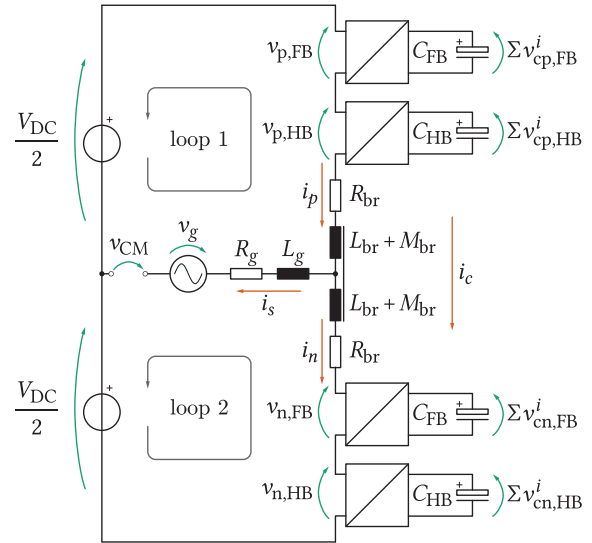 v_p,FB C_FB + Σv^i_cp,FB
V_DC/2 + loop 1 v_p,HB C_HB + Σv^i_cp,HB
i_p R_br
v_CM v_g R_g L_g L_br + M_br
i_s L_br + M_br i_c
i_n R_br
V_DC/2 + loop 2 v_n,FB C_FB + Σv^i_cn,FB
v_n,HB C_HB + Σv^i_cn,HB